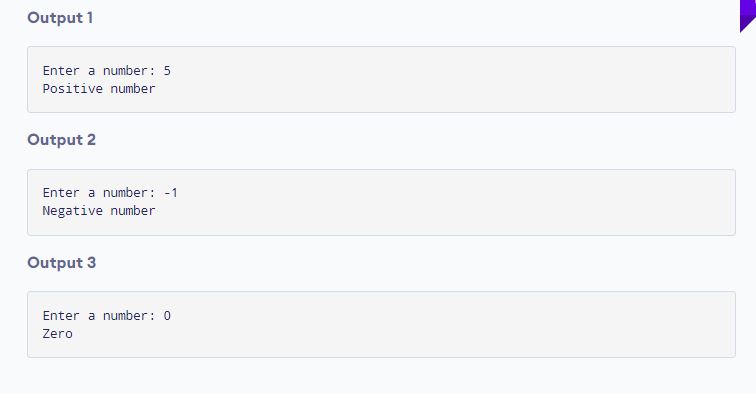 Output 1
Enter a number: 5
Positive number
Output 2
Enter a number: -1
Negative number
Output 3
Enter a number: 0
Zero